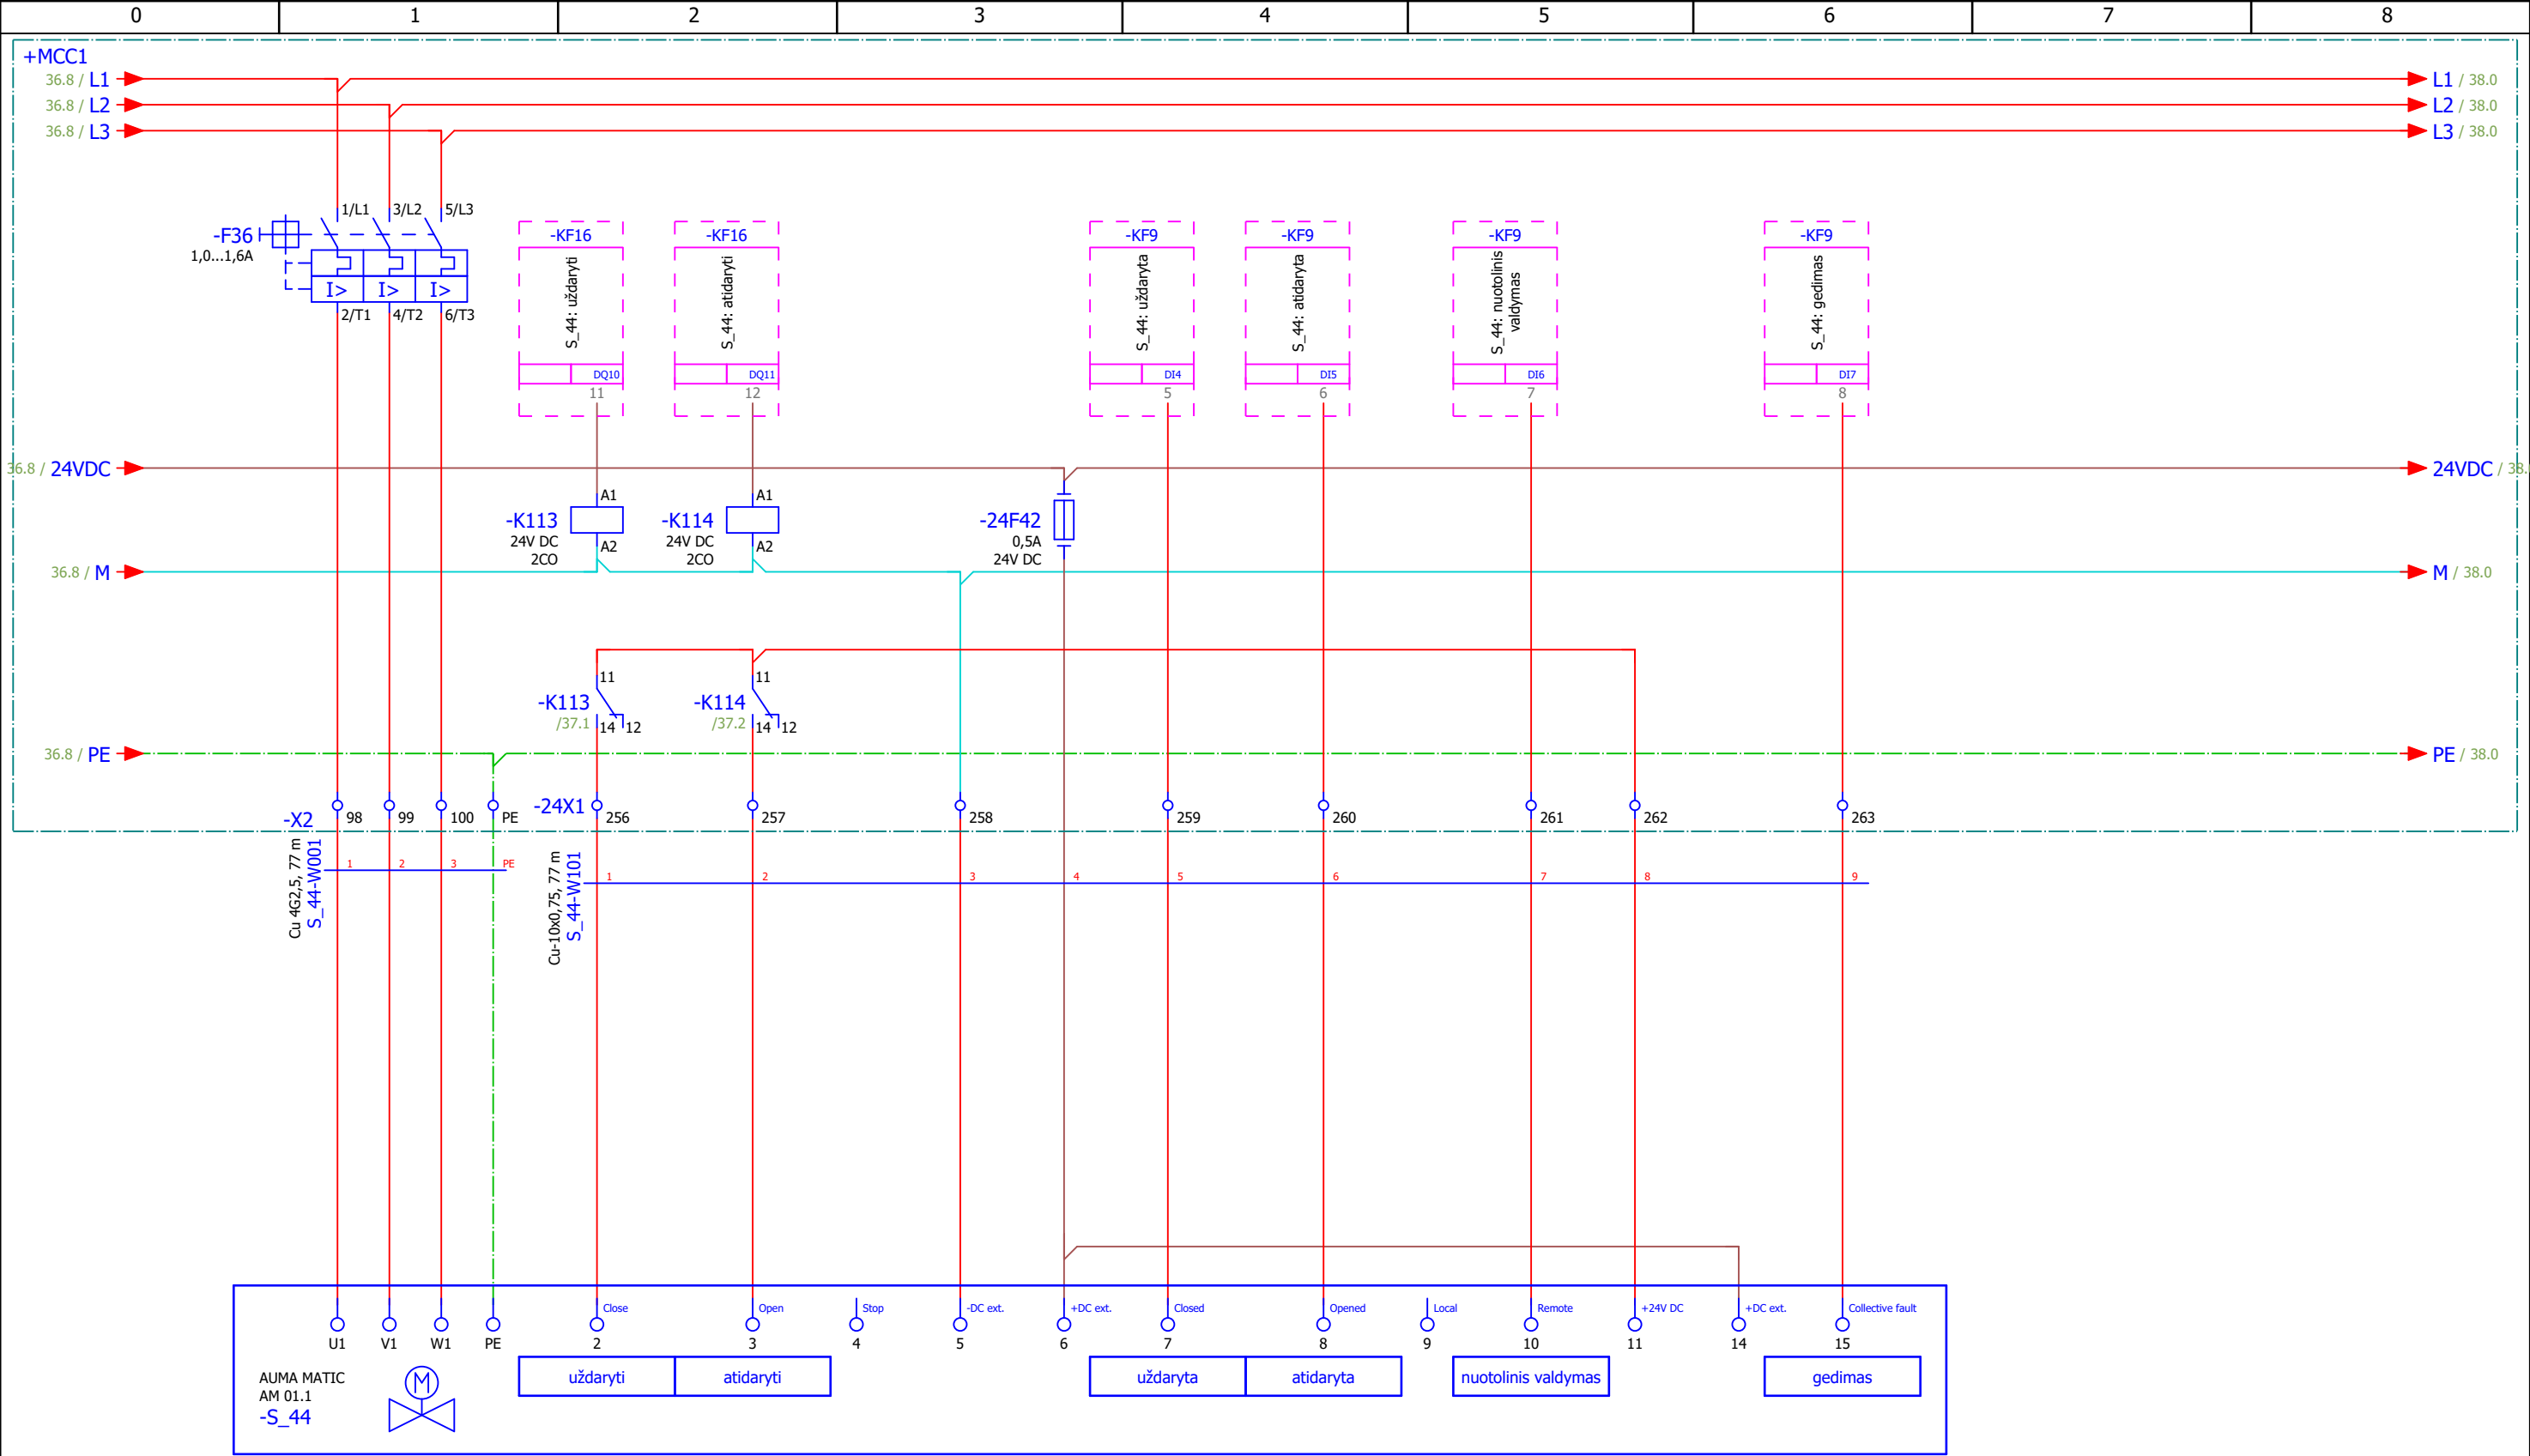 0 1 2 3 4 5 6 7 8
+MCC1
36.8 / L1 L1 / 38.0
36.8 / L2 L2 / 38.0
36.8 / L3 L3 / 38.0
1/L1 3/L2 5/L3
-F36
1,0...1,6A
I> I> I>
2/T1 4/T2 6/T3
-KF16
S_44: uždaryti
DQ10
11
-KF16
S_44: atidaryti
DQ11
12
-KF9
S_44: uždaryta
DI4
5
-KF9
S_44: atidaryta
DI5
6
-KF9
S_44: nuotolinis
valdymas
DI6
7
-KF9
S_44: gedimas
DI7
8
36.8 / 24VDC 24VDC / 38.
A1
-K113
24V DC
2CO
A2
A1
-K114
24V DC
2CO
A2
-24F42
0,5A
24V DC
36.8 / M M / 38.0
11
-K113
/37.1
14 12
11
-K114
/37.2
14 12
36.8 / PE PE / 38.0
-X2 98 99 100 PE
-24X1 256 257 258 259 260 261 262 263
Cu 4G2,5, 77 m
S_44-W001
1 2 3 PE
Cu-10x0,75, 77 m
S_44-W101
1 2 3 4 5 6 7 8 9
Close Open Stop -DC ext. +DC ext. Closed Opened Local Remote +24V DC +DC ext. Collective fault
U1 V1 W1 PE 2 3 4 5 6 7 8 9 10 11 14 15
uždaryti atidaryti uždaryta atidaryta nuotolinis valdymas gedimas
AUMA MATIC
AM 01.1
-S_44
M